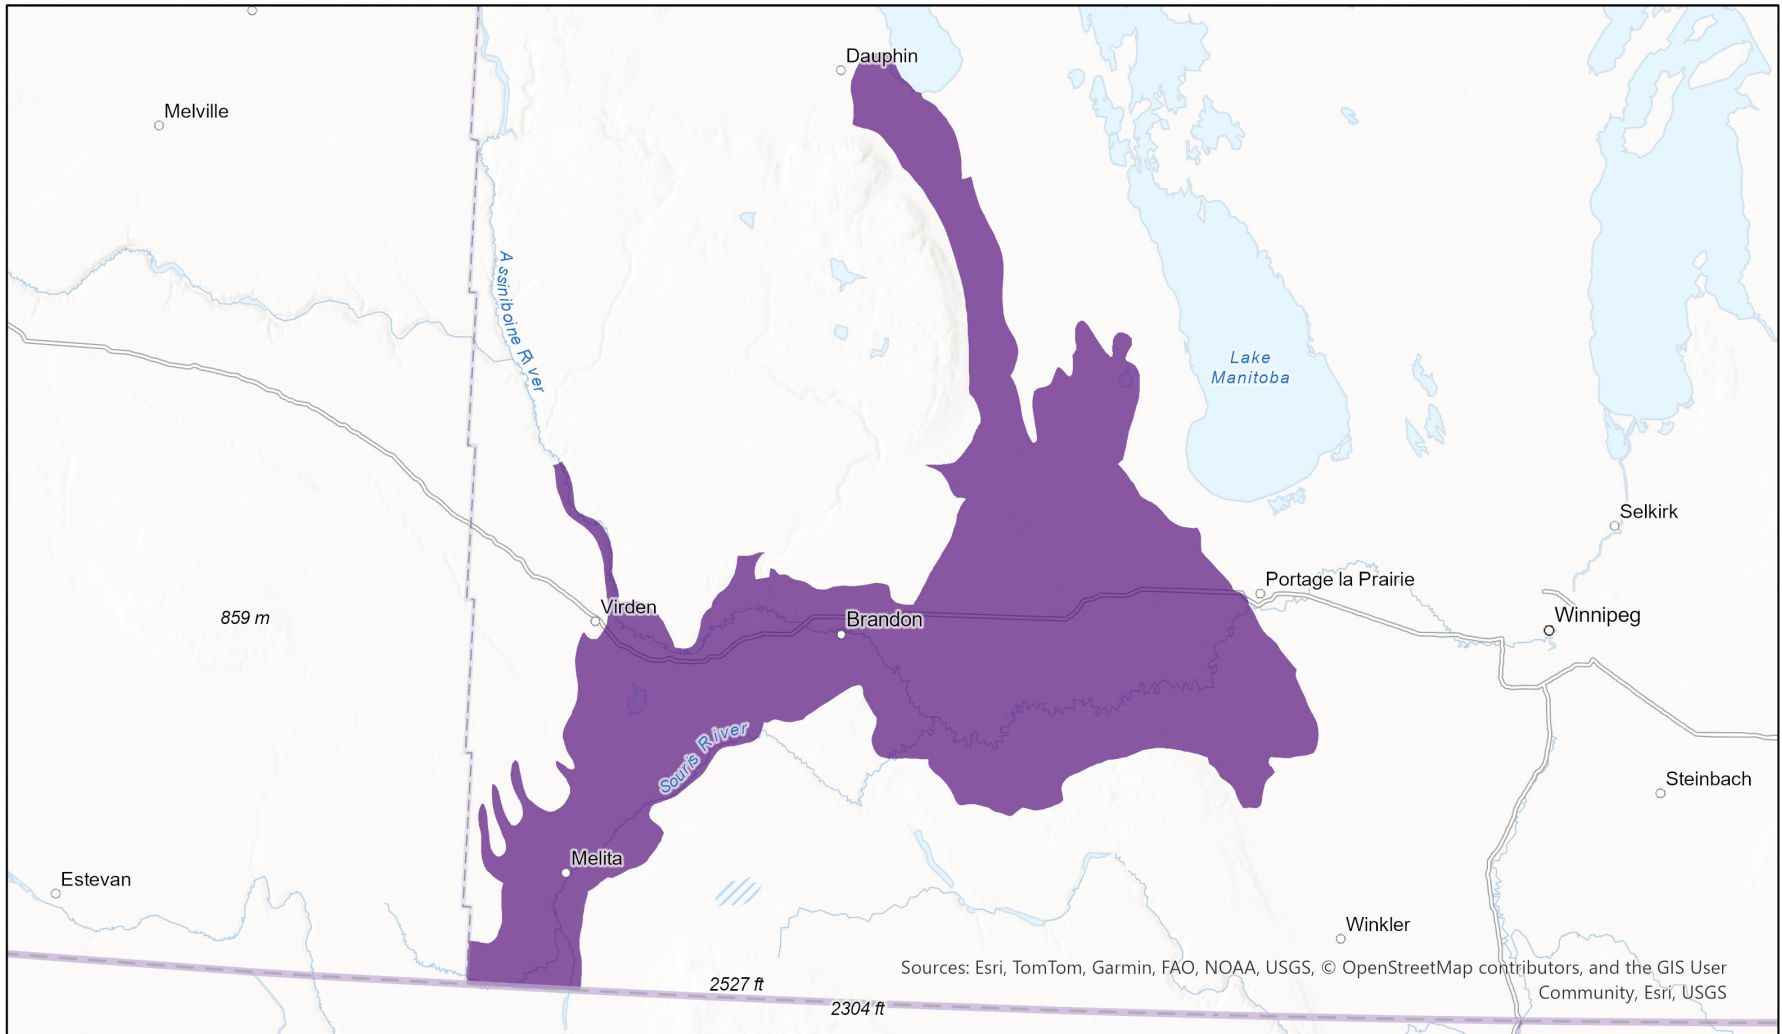 Dauphin
Melville
Assiniboine River
Lake
Manitoba
Selkirk
Portage la Prairie
Virden
859 m
Brandon
Winnipeg
Souris River
Steinbach
Melita
Estevan
Winkler
Sources: Esri, TomTom, Garmin, FAO, NOAA, USGS, © OpenStreetMap contributors, and the GIS User
Community, Esri, USGS
2527 ft
2304 ft